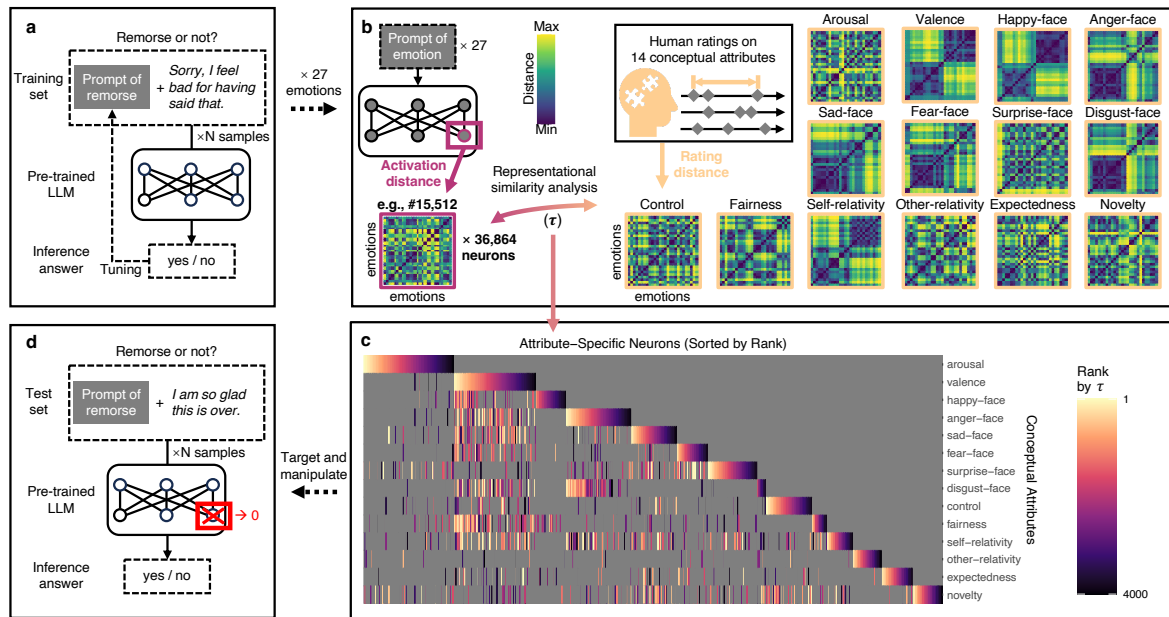 a
Remorse or not?
Training
set
Prompt of
remorse
+
Sorry, I feel
bad for having
said that.
×N samples
Pre-trained
LLM
Inference
answer
Tuning
yes / no
× 27
emotions
b
Prompt of
emotion
× 27
Max
Distance
Min
Activation
distance
e.g., #15,512
emotions
emotions
× 36,864
neurons
Representational
similarity analysis
(τ)
Human ratings on
14 conceptual attributes
Rating
distance
Arousal
Valence
Happy-face
Anger-face
Sad-face
Fear-face
Surprise-face
Disgust-face
Control
Fairness
Self-relativity
Other-relativity
Expectedness
Novelty
emotions
emotions
c
Attribute−Specific Neurons (Sorted by Rank)
arousal
valence
happy−face
anger−face
sad−face
fear−face
surprise−face
disgust−face
control
fairness
self−relativity
other−relativity
expectedness
novelty
Conceptual Attributes
Rank
by τ
1
4000
d
Remorse or not?
Test
set
Prompt of
remorse
+
I am so glad
this is over.
×N samples
Pre-trained
LLM
→ 0
Inference
answer
yes / no
Target and
manipulate